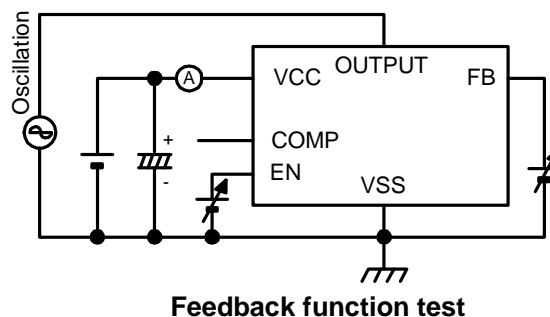 Oscillation
A
VCC
OUTPUT
FB
+
COMP
-
EN
VSS
Feedback function test